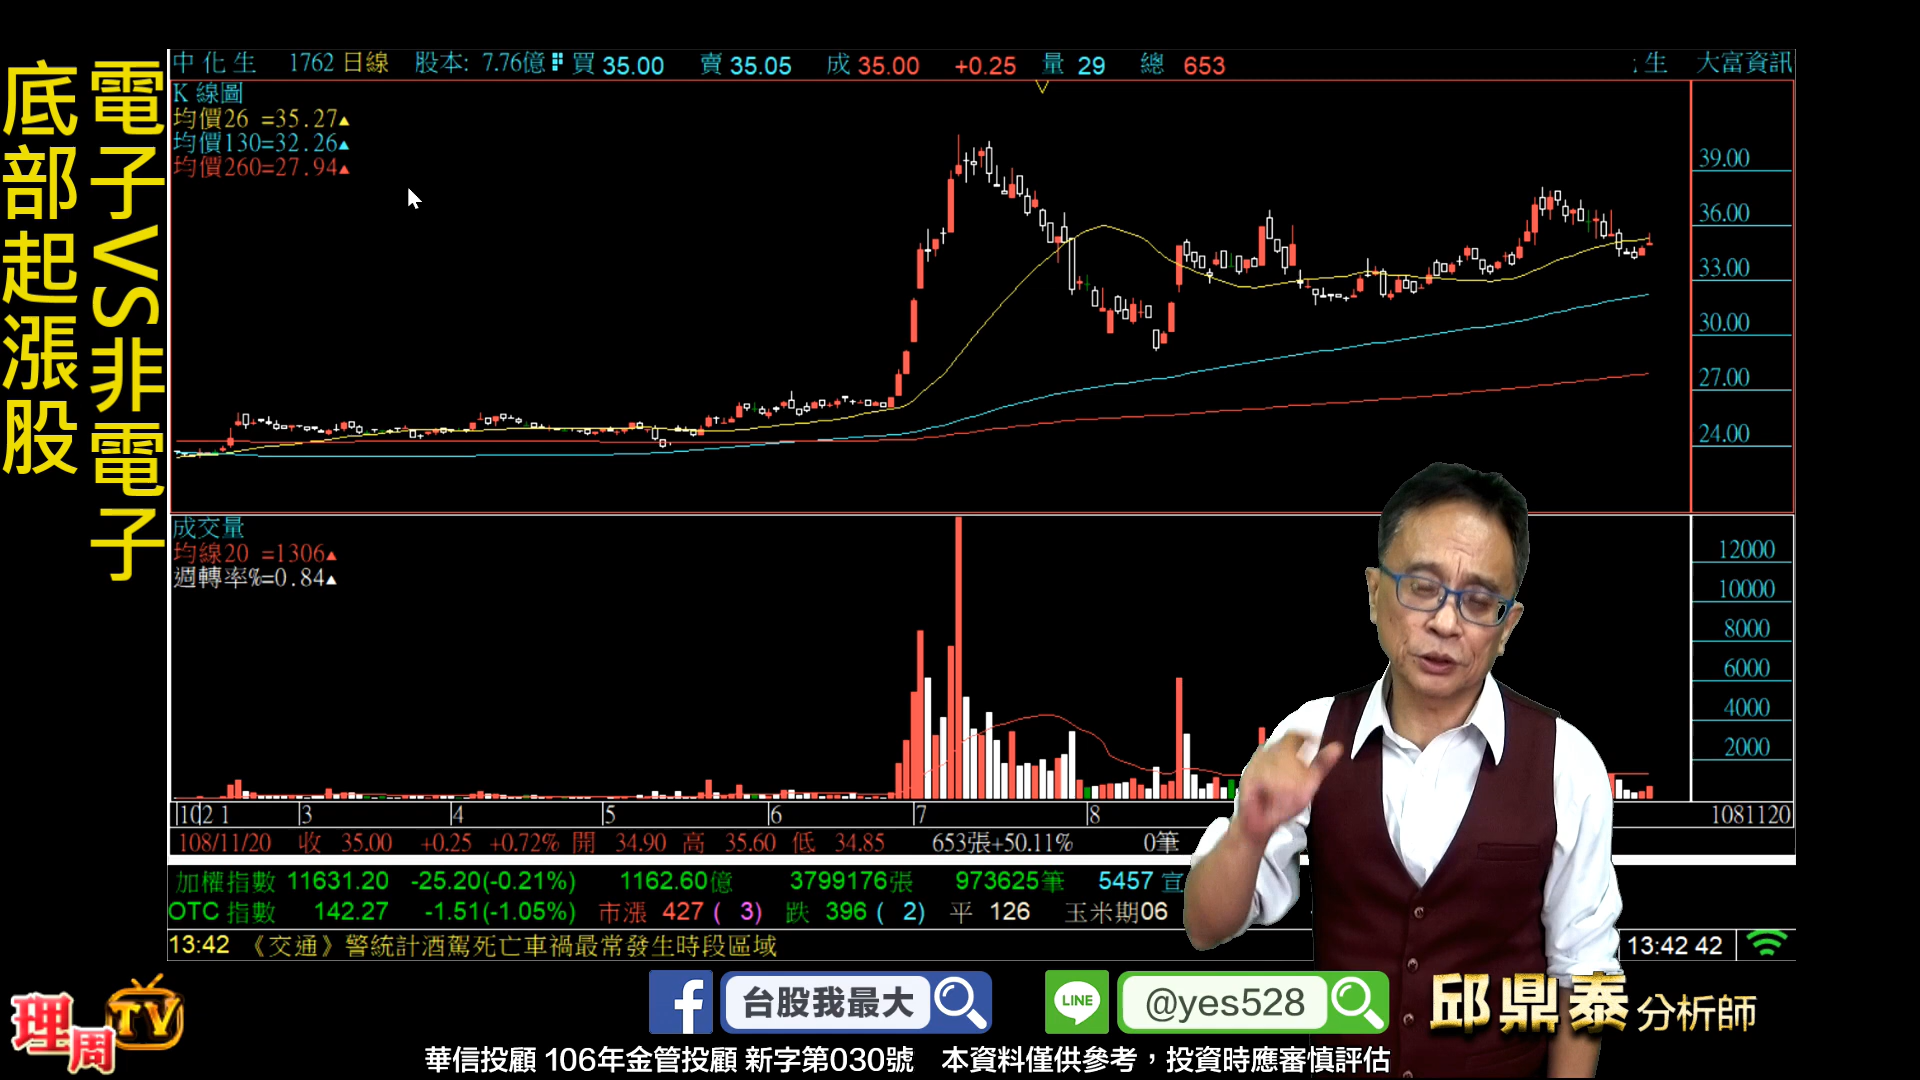 電子VS非電子
底部起漲股
中化生 1762 日線 股本: 7.76億 買 35.00 賣 35.05 成 35.00 +0.25 量 29 總 653 生 大富資訊
K 線圖
均價26 =35.27▲
均價130=32.26▲
均價260=27.94▲
39.00
36.00
33.00
30.00
27.00
24.00
成交量
均線20 =1306▲
週轉率%=0.84▲
12000
10000
8000
6000
4000
2000
102 1 3 4 5 6 7 8 1081120
108/11/20 收 35.00 +0.25 +0.72% 開 34.90 高 35.60 低 34.85 653張+50.11% 0筆
加權指數 11631.20 -25.20(-0.21%) 1162.60億 3799176張 973625筆 5457 宣
OTC 指數 142.27 -1.51(-1.05%) 市漲 427 ( 3) 跌 396 ( 2) 平 126 玉米期06
13:42 《交通》警統計酒駕死亡車禍最常發生時段區域 13:42 42
理周TV
台股我最大
LINE
@yes528
邱鼎泰 分析師
華信投顧 106年金管投顧 新字第030號 本資料僅供參考，投資時應審慎評估